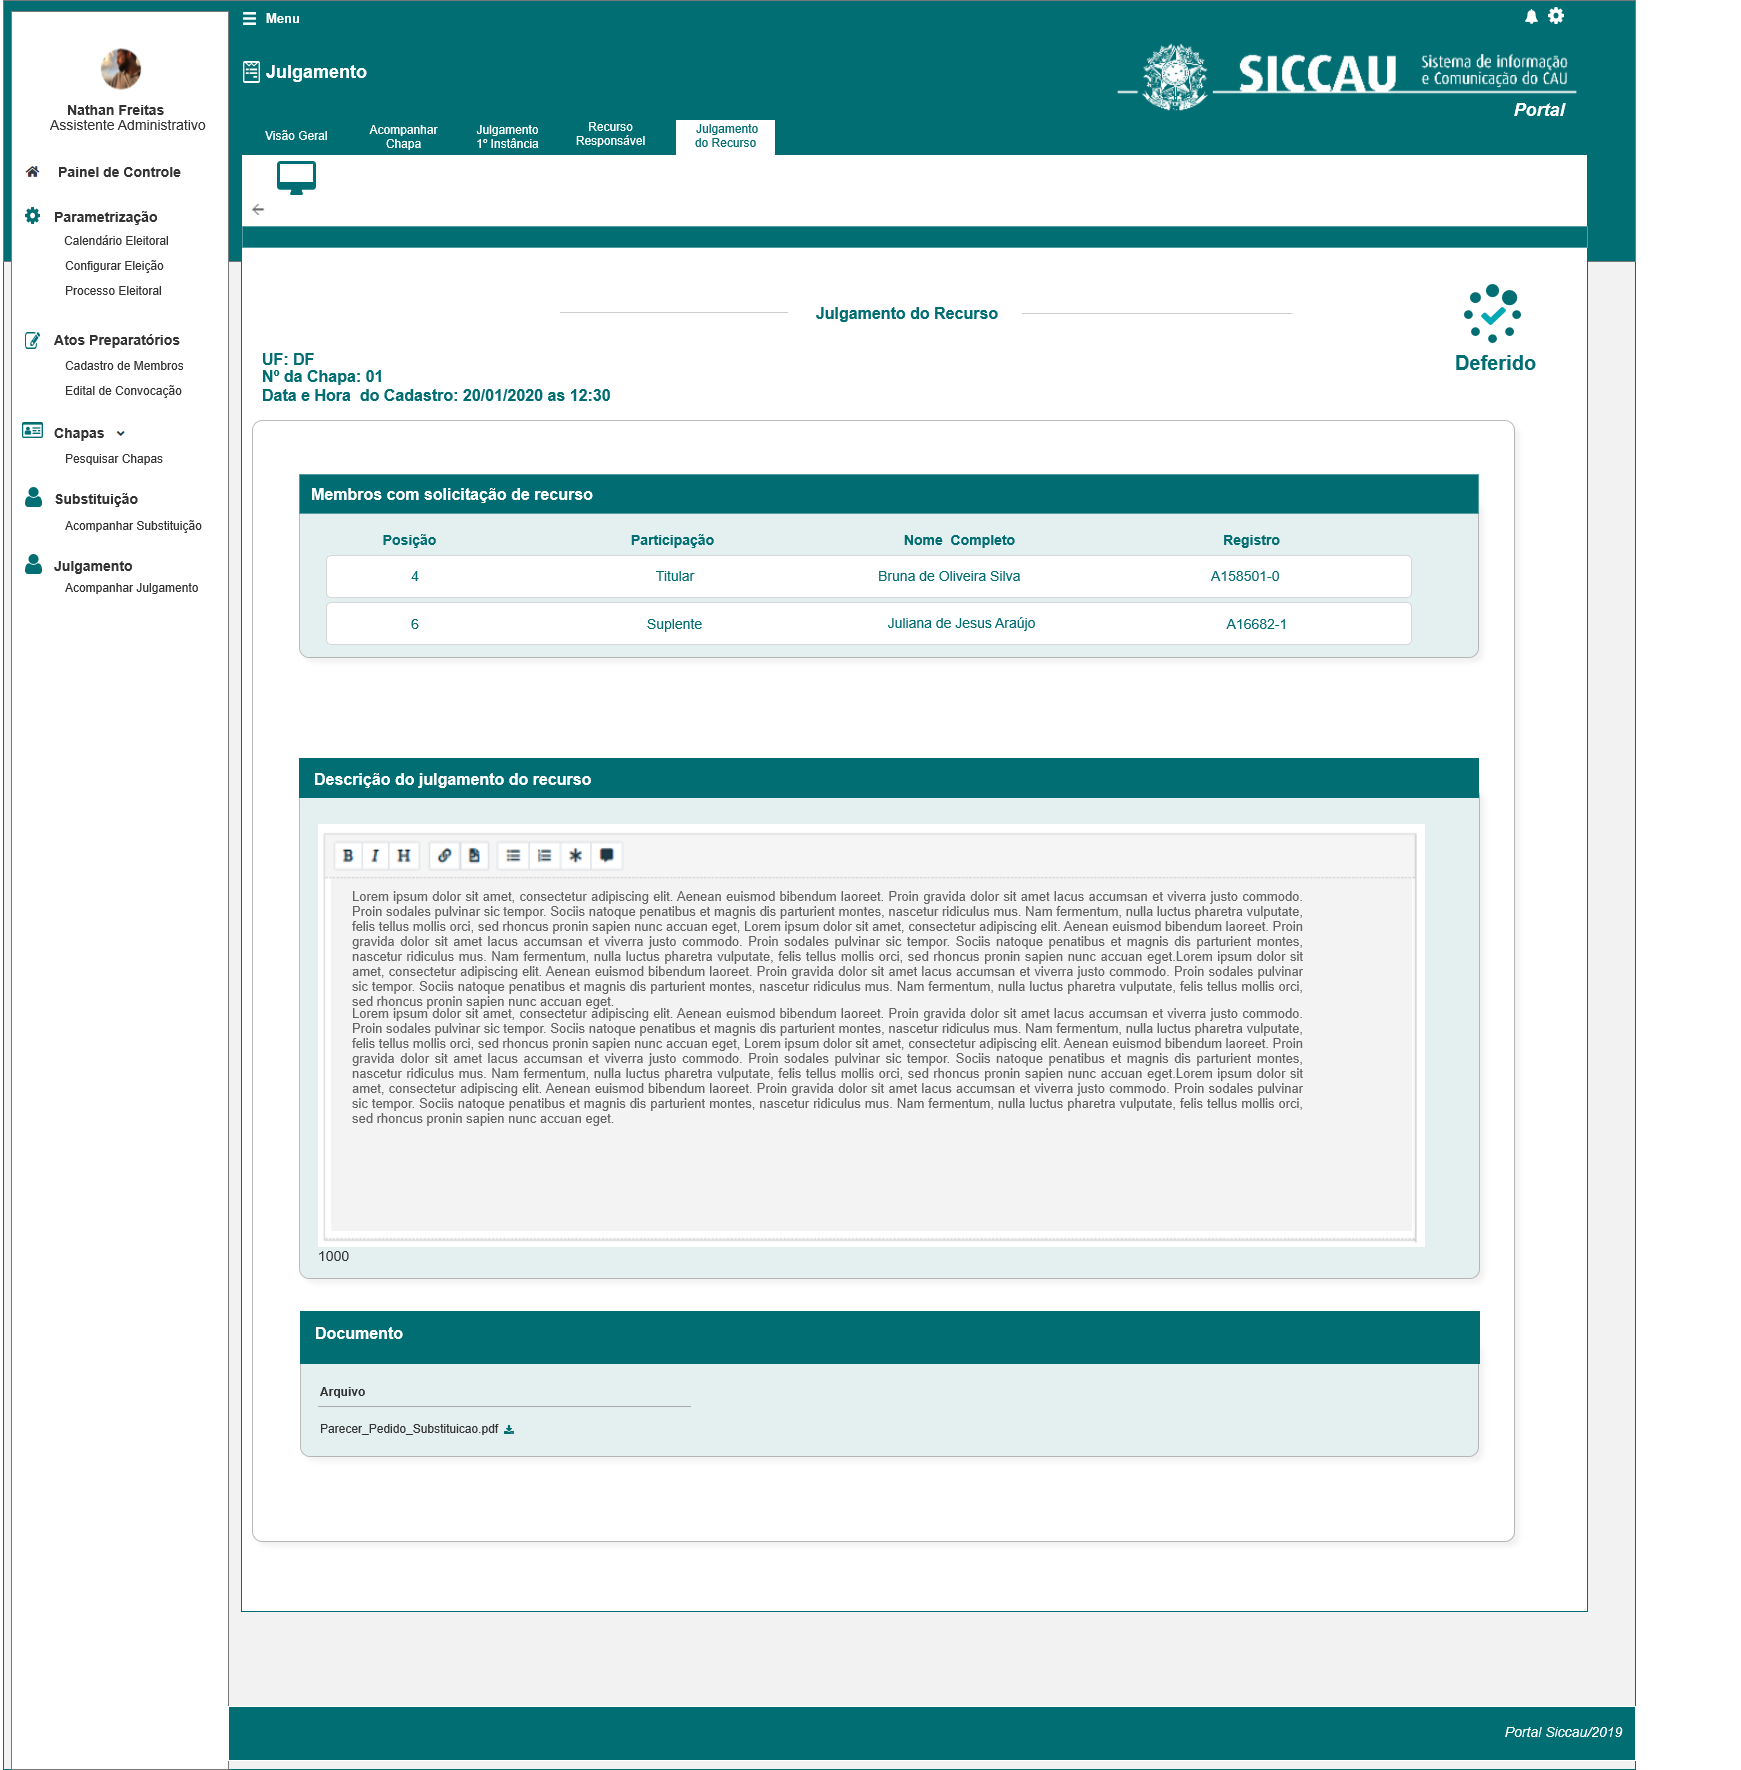 Menu
Julgamento
SICCAU
Sistema de informação
e Comunicação do CAU
Portal
Visão Geral
Acompanhar
Chapa
Julgamento
1º Instância
Recurso
Responsável
Julgamento
do Recurso
Nathan Freitas
Assistente Administrativo
Painel de Controle
Parametrização
Calendário Eleitoral
Configurar Eleição
Processo Eleitoral
Atos Preparatórios
Cadastro de Membros
Edital de Convocação
Chapas
Pesquisar Chapas
Substituição
Acompanhar Substituição
Julgamento
Acompanhar Julgamento
Julgamento do Recurso
Deferido
UF: DF
Nº da Chapa: 01
Data e Hora  do Cadastro: 20/01/2020 as 12:30
Membros com solicitação de recurso
Posição Participação Nome  Completo Registro
4 Titular Bruna de Oliveira Silva A158501-0
6 Suplente Juliana de Jesus Araújo A16682-1
Descrição do julgamento do recurso
B I H
Lorem ipsum dolor sit amet, consectetur adipiscing elit. Aenean euismod bibendum laoreet. Proin gravida dolor sit amet lacus accumsan et viverra justo commodo.
Proin sodales pulvinar sic tempor. Sociis natoque penatibus et magnis dis parturient montes, nascetur ridiculus mus. Nam fermentum, nulla luctus pharetra vulputate,
felis tellus mollis orci, sed rhoncus pronin sapien nunc accuan eget, Lorem ipsum dolor sit amet, consectetur adipiscing elit. Aenean euismod bibendum laoreet. Proin
gravida dolor sit amet lacus accumsan et viverra justo commodo. Proin sodales pulvinar sic tempor. Sociis natoque penatibus et magnis dis parturient montes,
nascetur ridiculus mus. Nam fermentum, nulla luctus pharetra vulputate, felis tellus mollis orci, sed rhoncus pronin sapien nunc accuan eget.Lorem ipsum dolor sit
amet, consectetur adipiscing elit. Aenean euismod bibendum laoreet. Proin gravida dolor sit amet lacus accumsan et viverra justo commodo. Proin sodales pulvinar
sic tempor. Sociis natoque penatibus et magnis dis parturient montes, nascetur ridiculus mus. Nam fermentum, nulla luctus pharetra vulputate, felis tellus mollis orci,
sed rhoncus pronin sapien nunc accuan eget.
Lorem ipsum dolor sit amet, consectetur adipiscing elit. Aenean euismod bibendum laoreet. Proin gravida dolor sit amet lacus accumsan et viverra justo commodo.
Proin sodales pulvinar sic tempor. Sociis natoque penatibus et magnis dis parturient montes, nascetur ridiculus mus. Nam fermentum, nulla luctus pharetra vulputate,
felis tellus mollis orci, sed rhoncus pronin sapien nunc accuan eget, Lorem ipsum dolor sit amet, consectetur adipiscing elit. Aenean euismod bibendum laoreet. Proin
gravida dolor sit amet lacus accumsan et viverra justo commodo. Proin sodales pulvinar sic tempor. Sociis natoque penatibus et magnis dis parturient montes,
nascetur ridiculus mus. Nam fermentum, nulla luctus pharetra vulputate, felis tellus mollis orci, sed rhoncus pronin sapien nunc accuan eget.Lorem ipsum dolor sit
amet, consectetur adipiscing elit. Aenean euismod bibendum laoreet. Proin gravida dolor sit amet lacus accumsan et viverra justo commodo. Proin sodales pulvinar
sic tempor. Sociis natoque penatibus et magnis dis parturient montes, nascetur ridiculus mus. Nam fermentum, nulla luctus pharetra vulputate, felis tellus mollis orci,
sed rhoncus pronin sapien nunc accuan eget.
1000
Documento
Arquivo
Parecer_Pedido_Substituicao.pdf
Portal Siccau/2019